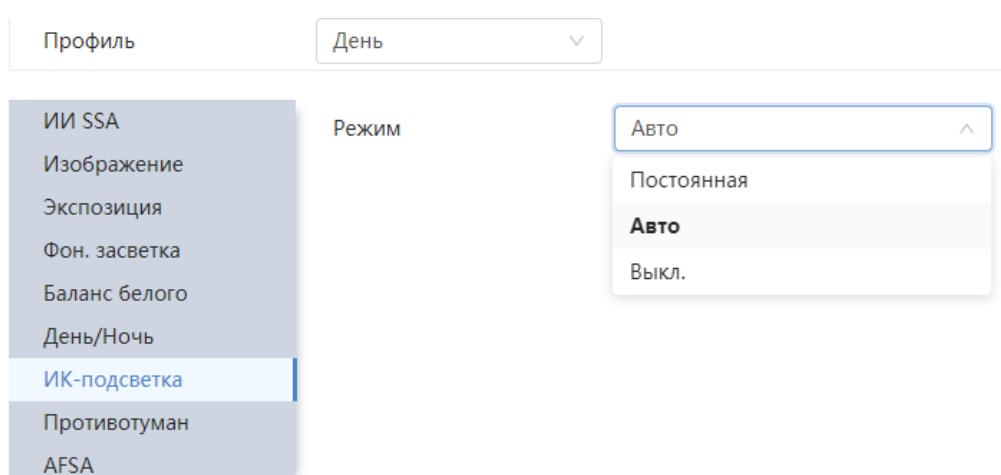 Профиль День
ИИ SSA Режим Авто
Изображение Постоянная
Экспозиция Авто
Фон. засветка Выкл.
Баланс белого
День/Ночь
ИК-подсветка
Противотуман
AFSA